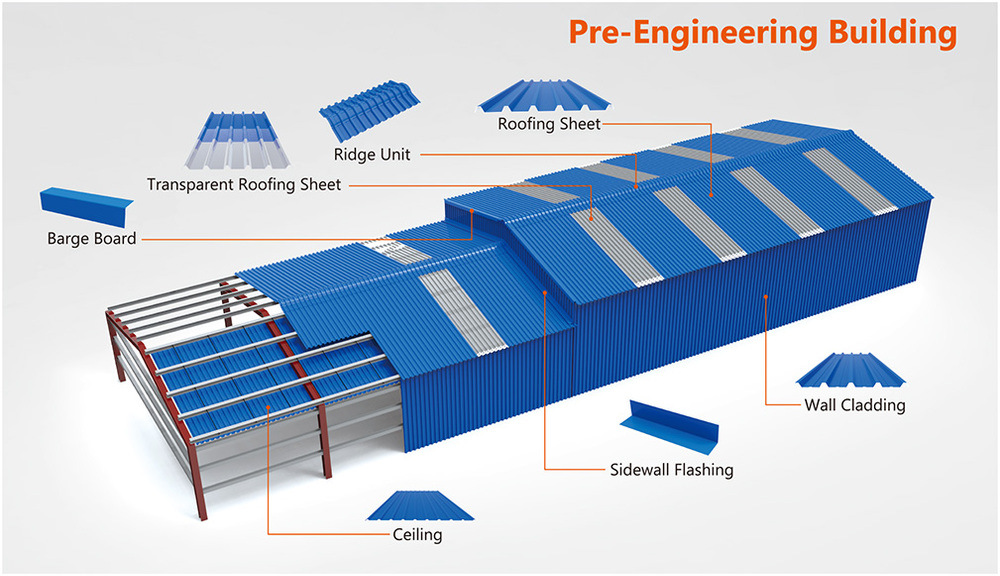 Pre-Engineering Building
Roofing Sheet
Ridge Unit
Transparent Roofing Sheet
Barge Board
Wall Cladding
Sidewall Flashing
Ceiling